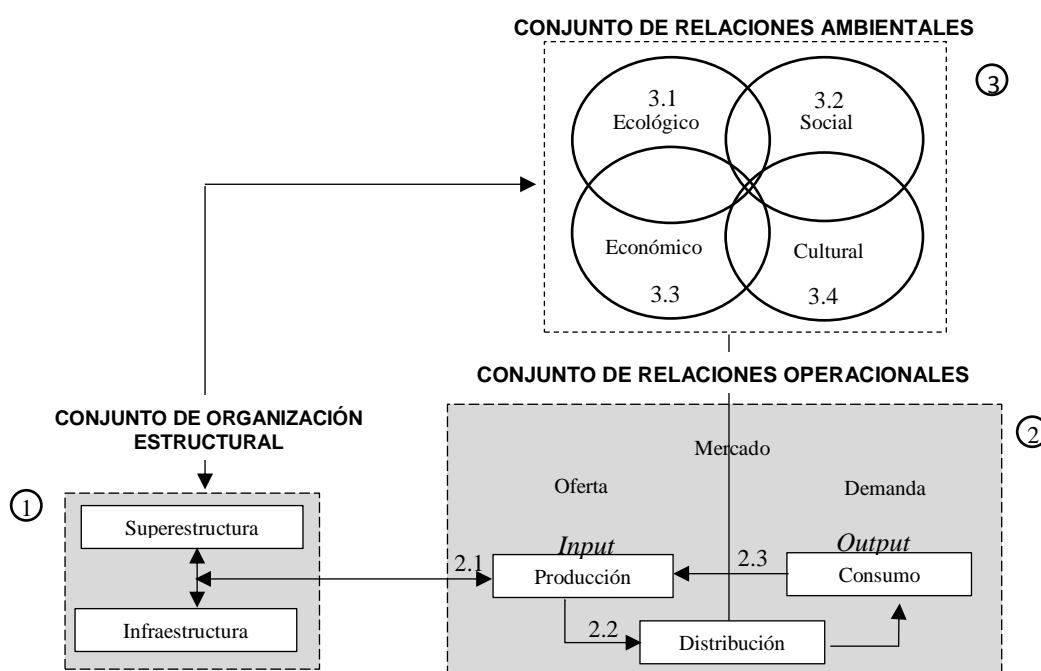 CONJUNTO DE RELACIONES AMBIENTALES
3
3.1
Ecológico
3.2
Social
Económico
3.3
Cultural
3.4
CONJUNTO DE RELACIONES OPERACIONALES
2
Mercado
Oferta
Demanda
Input
Producción
Output
Consumo
2.1
2.3
2.2
Distribución
CONJUNTO DE ORGANIZACIÓN
ESTRUCTURAL
1
Superestructura
Infraestructura